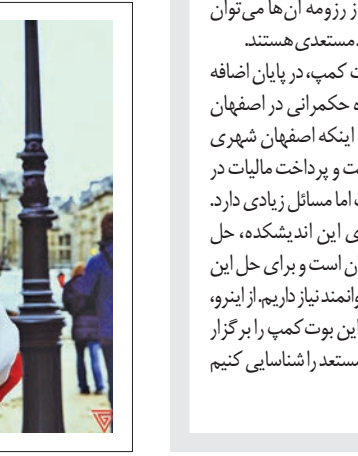 از رزومه آن‌ها می‌توان
مستعدی هستند.
ت کمپ، در پایان اضافه
ه حکمرانی در اصفهان
اینکه اصفهان شهری
ت و پرداخت مالیات در
اما مسائل زیادی دارد.
ی این اندیشکده، حل
ن است و برای حل این
وانمند نیاز داریم. از اینرو،
این بوت کمپ را برگزار
مستعد را شناسایی کنیم